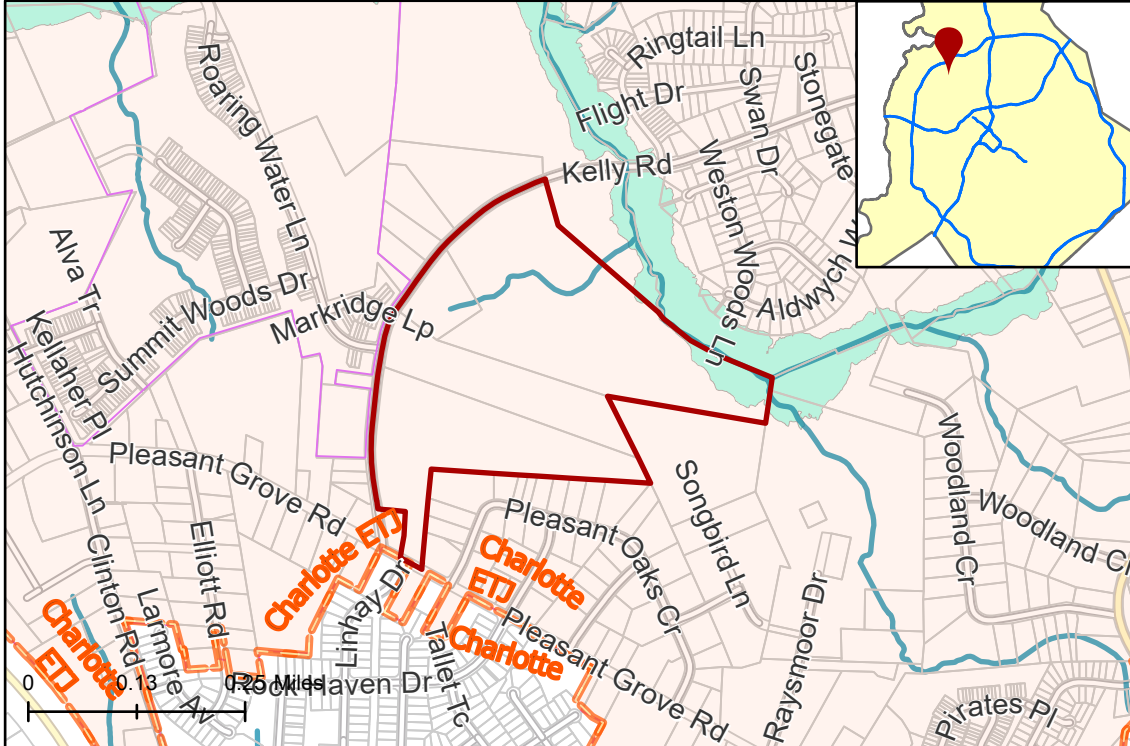 Ringtail Ln
Flight Dr
Swan Dr
Stonegate
Kelly Rd
Weston Woods Ln
Aldwych W
Roaring Water Ln
Alva Tr
Summit Woods Dr
Markridge Lp
Kellaher Pl
Hutchinson Ln
Pleasant Grove Rd
Elliott Rd
Clinton Rd
Larmore Av
Charlotte ETJ
Linhay Dr
Charlotte
ETJ
Charlotte
Tallet Tc
Pleasant Oaks Cr
Pleasant Grove Rd
Songbird Ln
Raysmoor Dr
Woodland Cr
Woodland Cr
Pirates Pl
Charlotte
ETJ
Rock Haven Dr
0
0.13
0.25 Miles